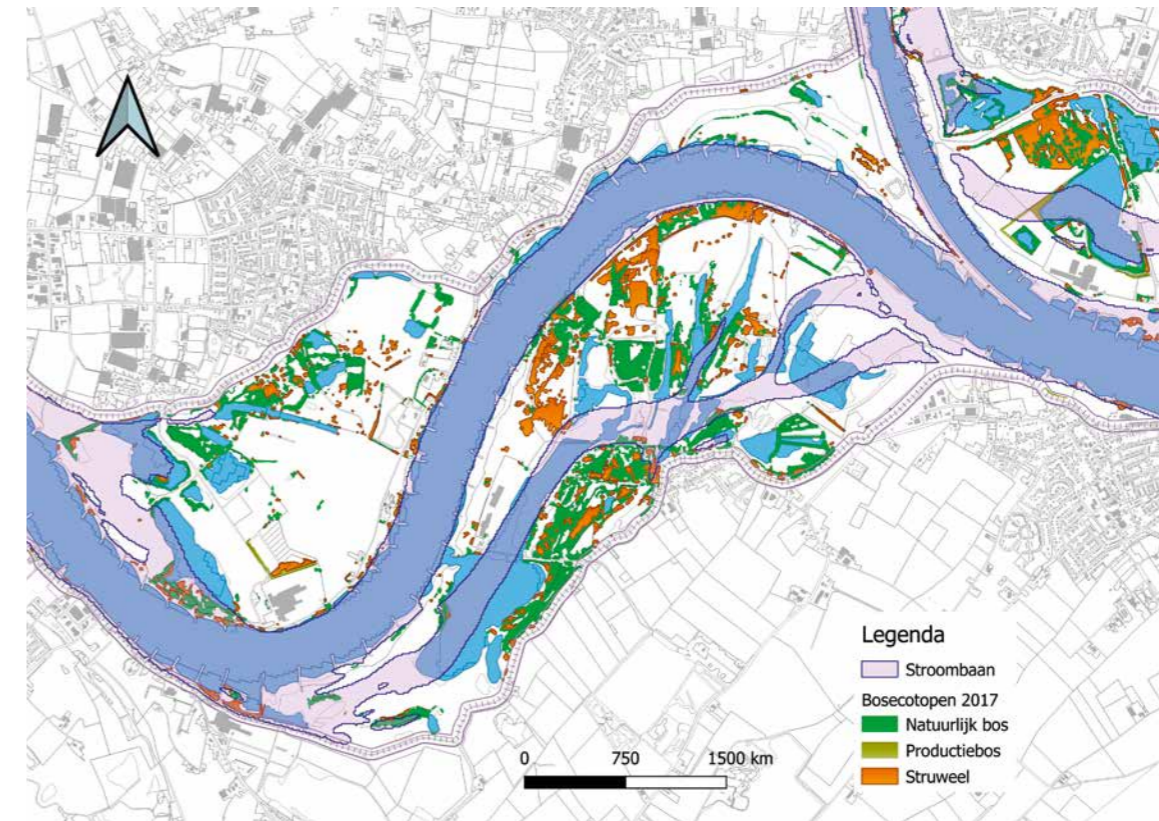 Legenda
Stroombaan
Bosecotopen 2017
Natuurlijk bos
Productiebos
Struweel
0 750 1500 km